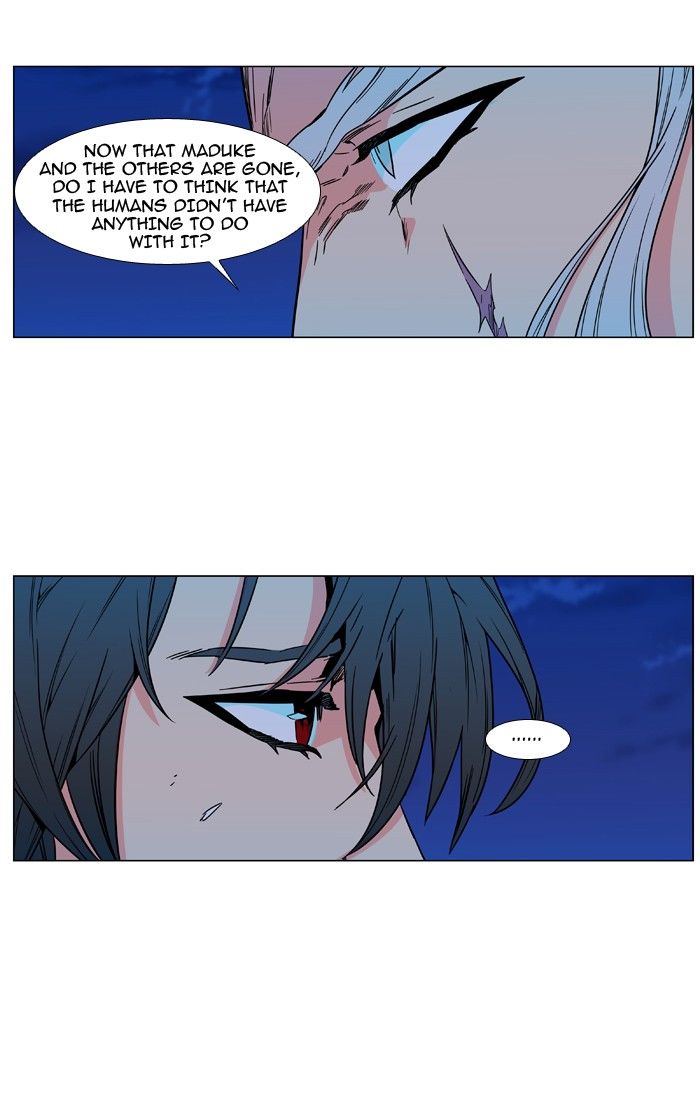 NOW THAT MADUKE
AND THE OTHERS ARE GONE,
DO I HAVE TO THINK THAT
THE HUMANS DIDN'T HAVE
ANYTHING TO DO
WITH IT?
......